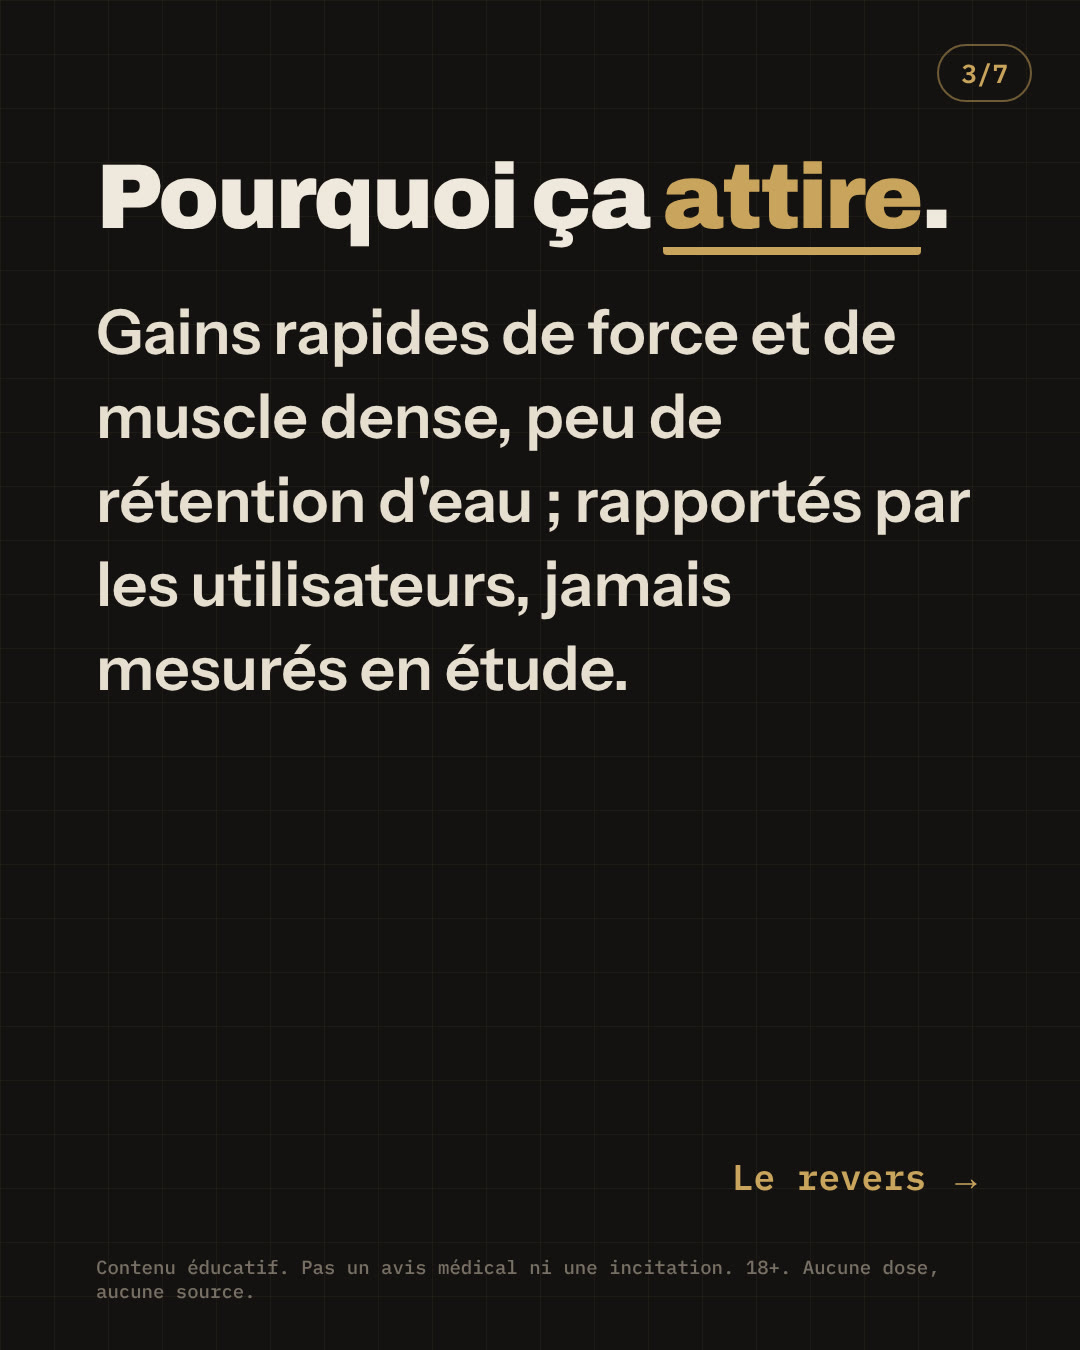 3/7
Pourquoi ça attire.
Gains rapides de force et de
muscle dense, peu de
rétention d'eau ; rapportés par
les utilisateurs, jamais
mesurés en étude.
Le revers →
Contenu éducatif. Pas un avis médical ni une incitation. 18+. Aucune dose,
aucune source.